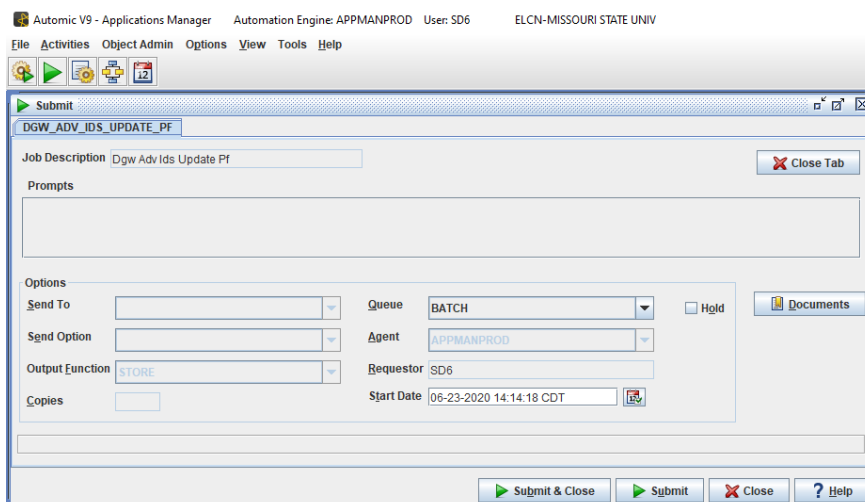 Automic V9 - Applications Manager Automation Engine: APPMANPROD User: SD6 ELCN-MISSOURI STATE UNIV
File Activities Object Admin Options View Tools Help
12
Submit
DGW_ADV_IDS_UPDATE_PF
Job Description Dgw Adv Ids Update Pf Close Tab
Prompts
Options
Send To Queue BATCH Hold Documents
Send Option Agent APPMANPROD
Output Function STORE Requestor SD6
Copies Start Date 06-23-2020 14:14:18 CDT
Submit & Close Submit Close ? Help